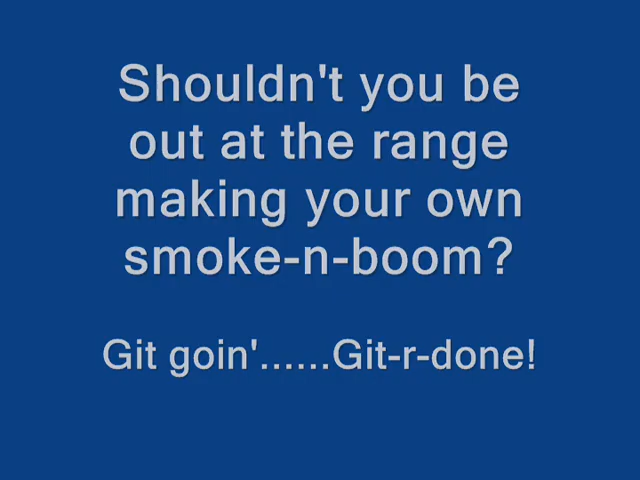 Shouldn't you be
out at the range
making your own
smoke-n-boom?
Git goin'......Git-r-done!